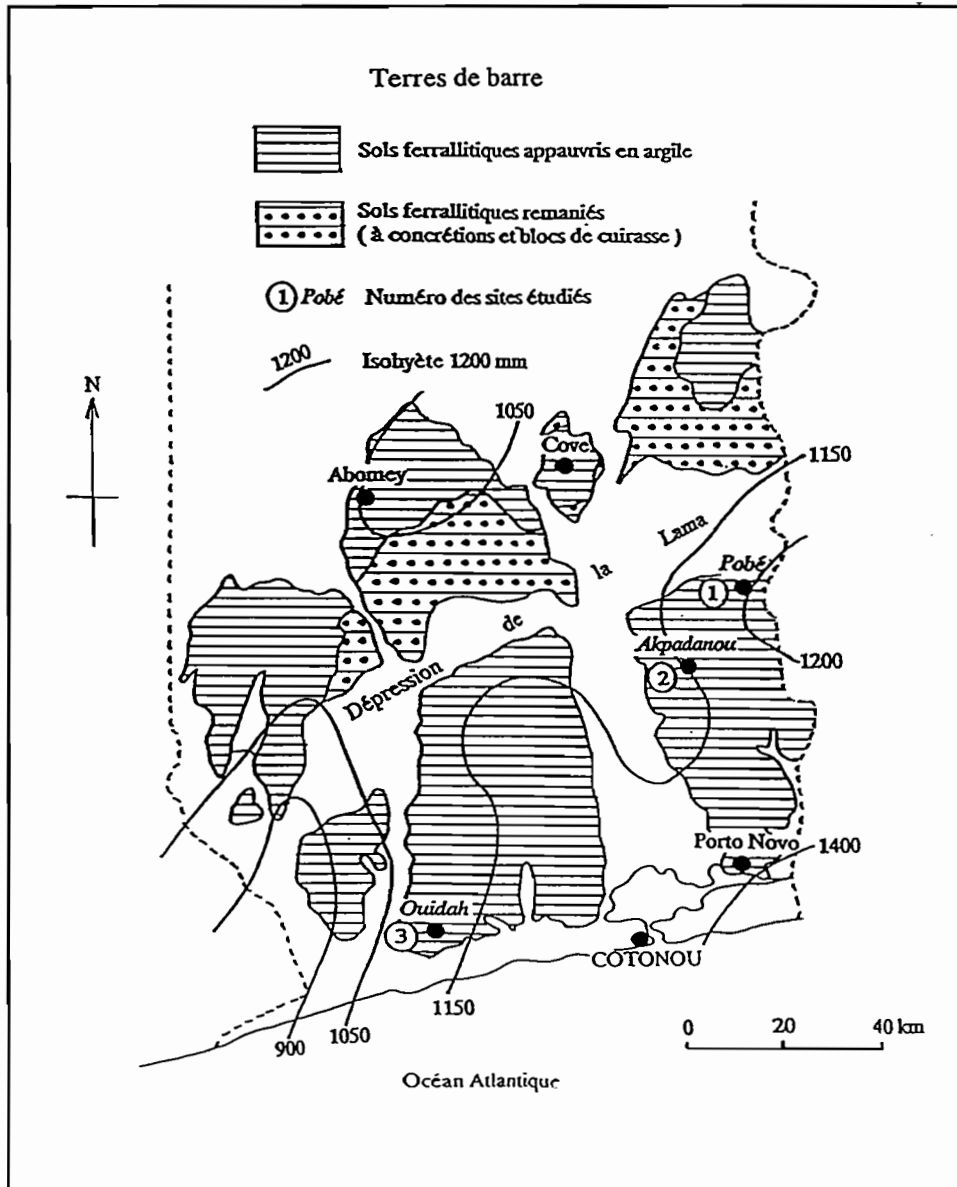 Terres de barre
Sols ferrallitiques appauvris en argile
Sols ferrallitiques remaniés
( à concrétions et blocs de cuirasse )
1 Pobé Numéro des sites étudiés
1200 Isohyète 1200 mm
N
1050
Cove
Abomey
1150
Lama
la
Pobé
1
de
Akpadanou
1200
2
Dépression
Porto Novo
1400
Ouidah
3
COTONOU
1150
1050
900
0 20 40 km
Océan Atlantique